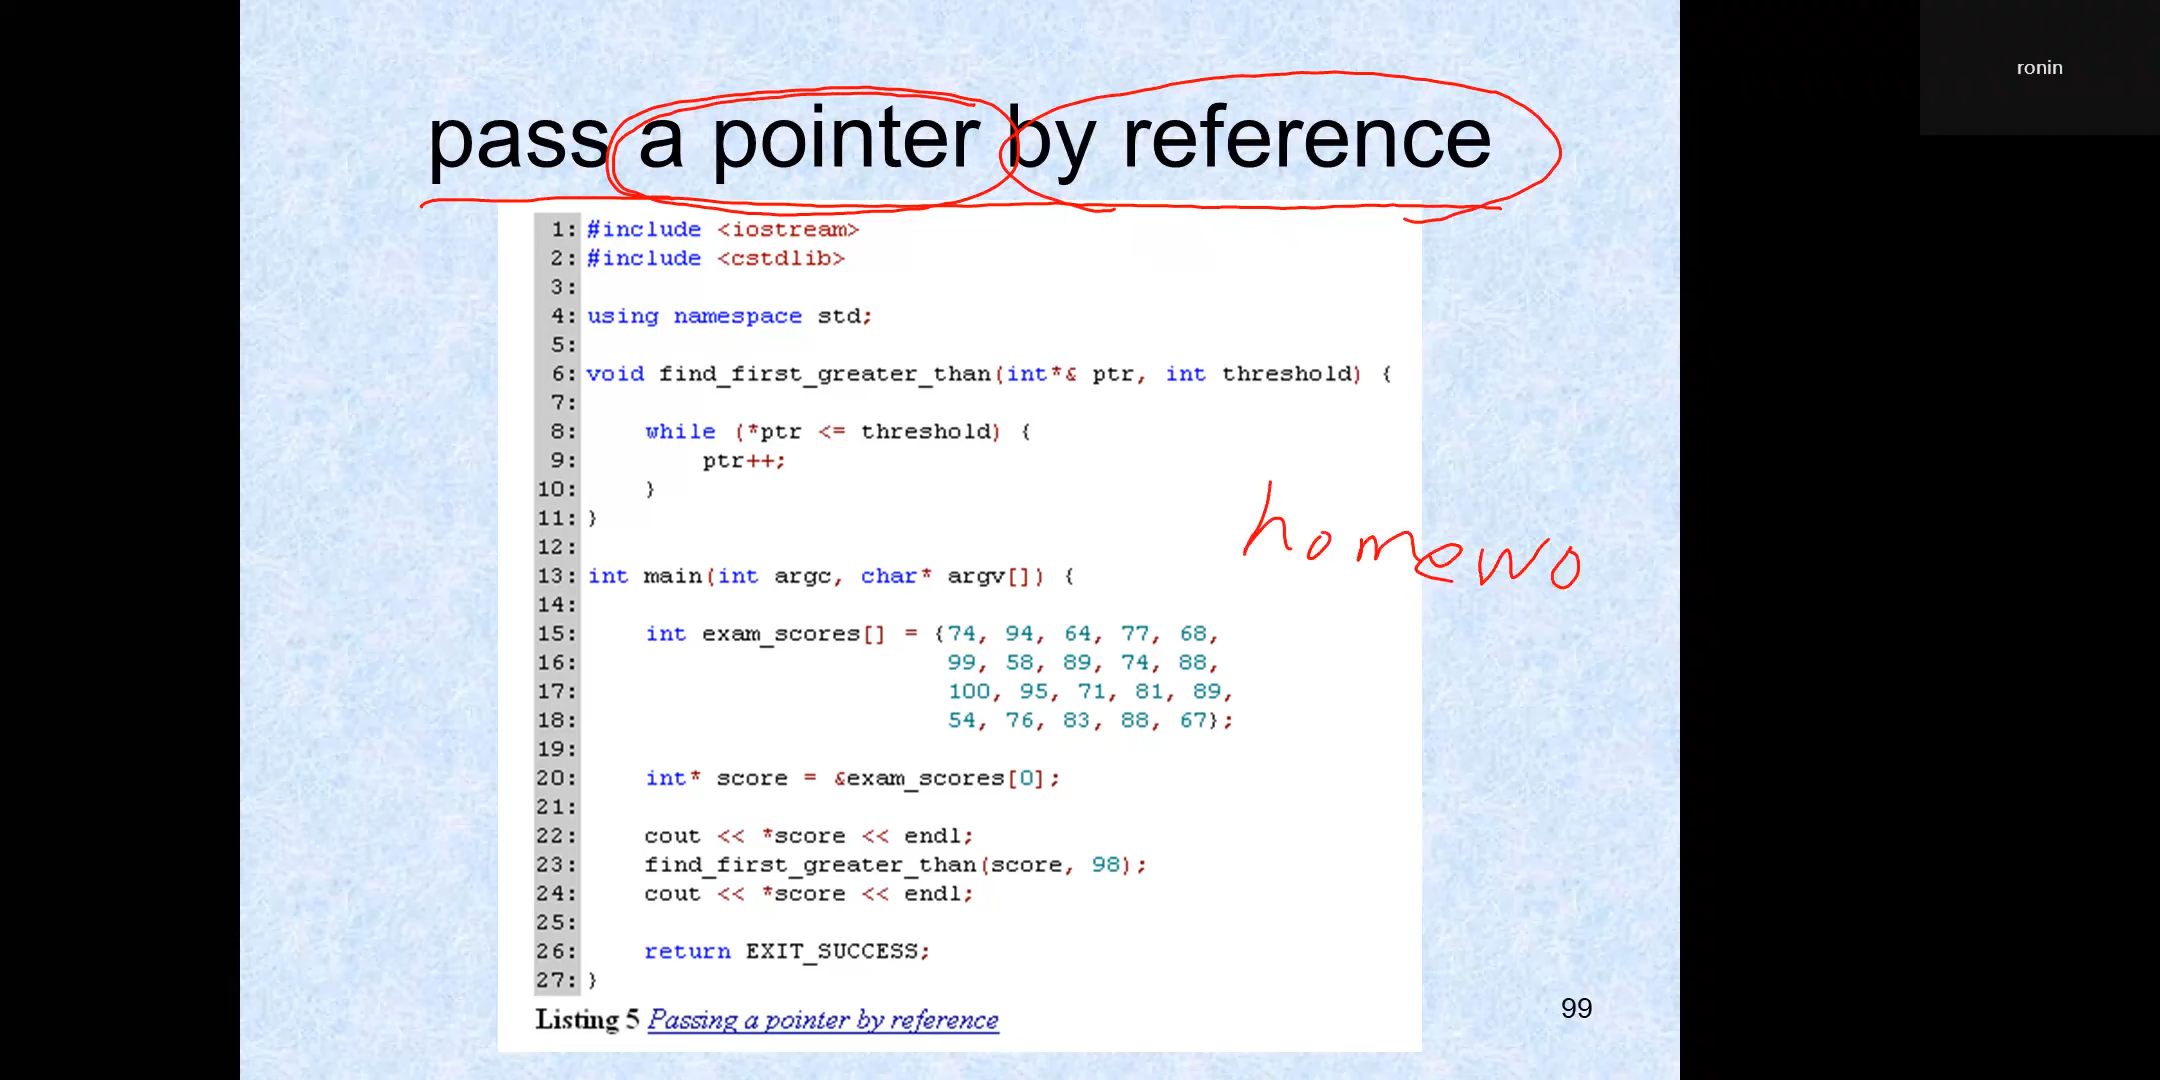 ronin
pass a pointer by reference
1: #include <iostream>
2: #include <cstdlib>
3:
4: using namespace std;
5:
6: void find_first_greater_than(int*& ptr, int threshold) {
7:
8:     while (*ptr <= threshold) {
9:         ptr++;
10:     }
11: }
12:
homewo
13: int main(int argc, char* argv[]) {
14:
15:     int exam_scores[] = {74, 94, 64, 77, 68,
16:                          99, 58, 89, 74, 88,
17:                          100, 95, 71, 81, 89,
18:                          54, 76, 83, 88, 67};
19:
20:     int* score = &exam_scores[0];
21:
22:     cout << *score << endl;
23:     find_first_greater_than(score, 98);
24:     cout << *score << endl;
25:
26:     return EXIT_SUCCESS;
27: }
Listing 5 Passing a pointer by reference
99